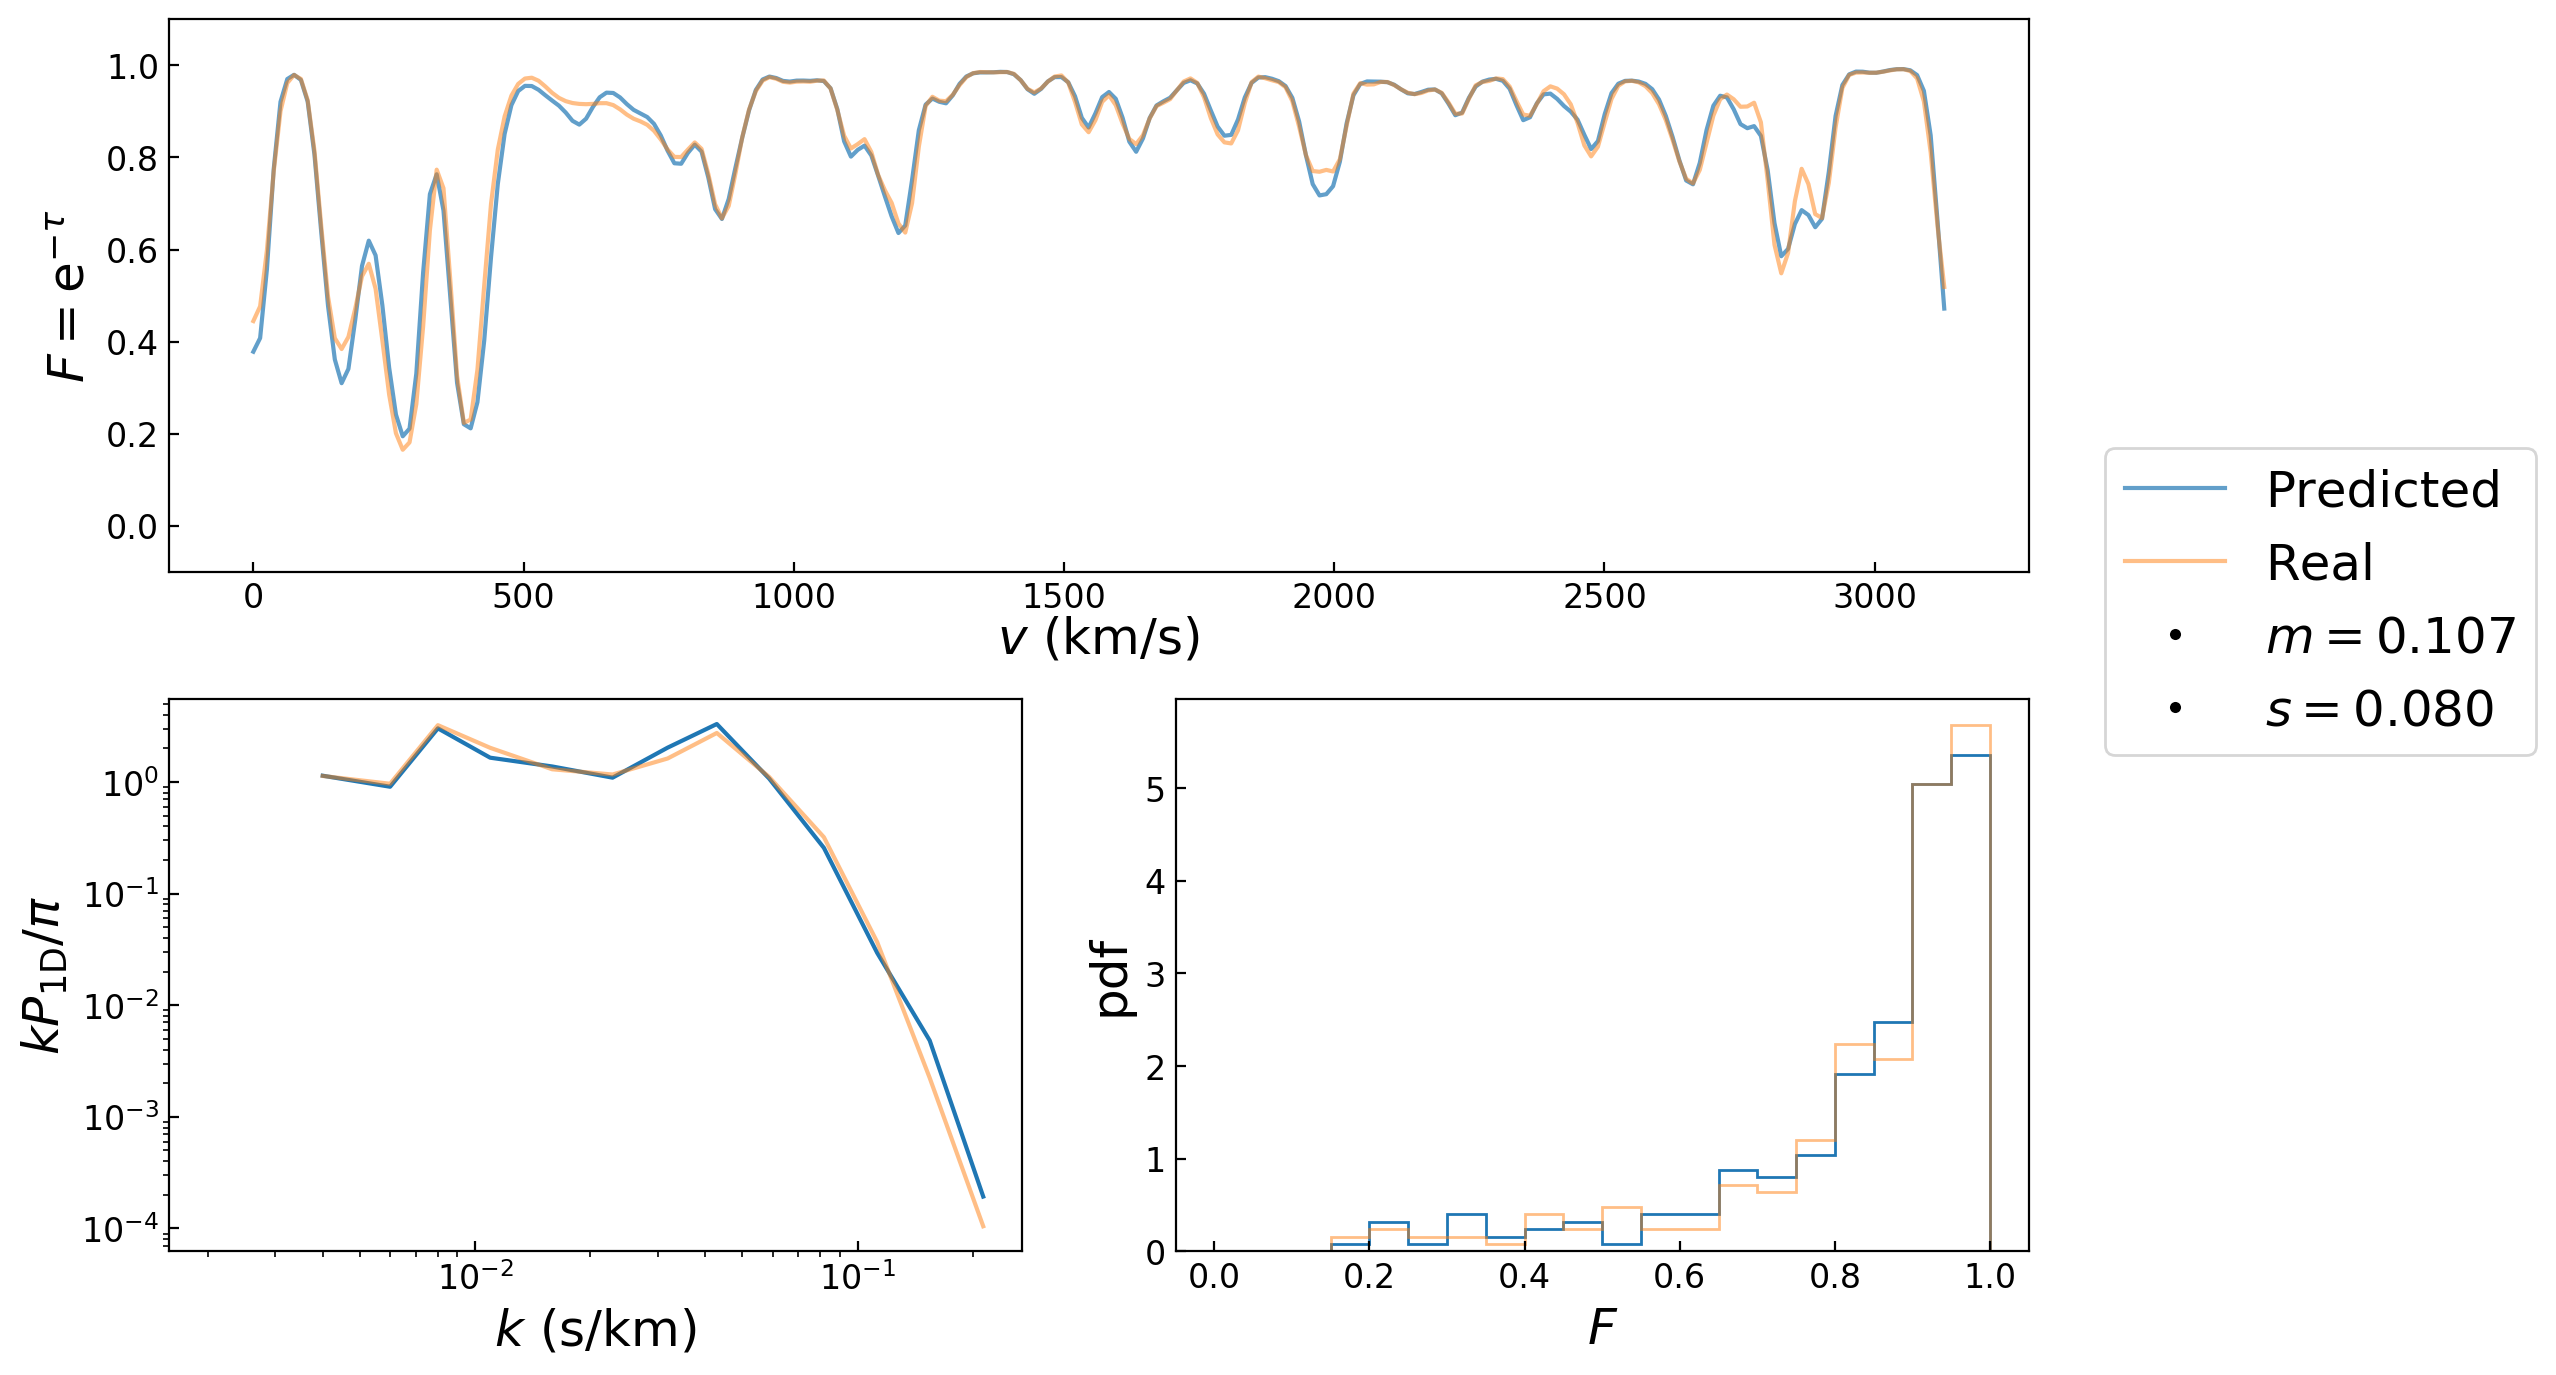 1.0
0.8
0.6
0.4
0.2
0.0
F = e^{−τ}
0 500 1000 1500 2000 2500 3000
v (km/s)
Predicted
Real
m = 0.107
s = 0.080
10^0
10^{−1}
10^{−2}
10^{−3}
10^{−4}
kP_{1D}/π
10^{−2} 10^{−1}
k (s/km)
5
4
3
2
1
0
pdf
0.0 0.2 0.4 0.6 0.8 1.0
F